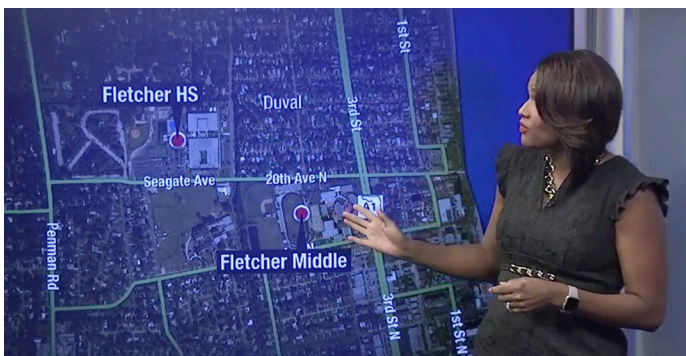 1st St
Fletcher HS
Duval
3rd St
Seagate Ave
20th Ave N
A1
Penman Rd
Fletcher Middle
3rd St N
1st St N